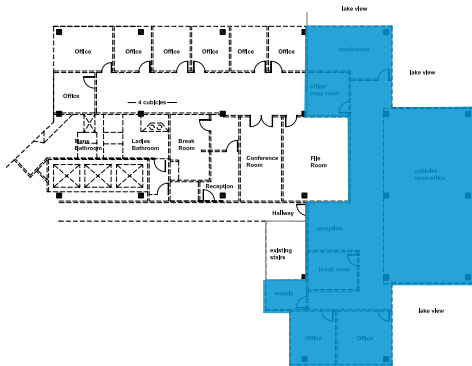 lake view
Office
Office
Office
Office
Office
Office
conference
lake view
Office
office/
copy room
4 cubicles
Mens
Bathroom
Ladies
Bathroom
Break
Room
Conference
Room
File
Room
cubicles
open office
Reception
Hallway
reception
existing
stairs
break room
lake view
Office
Office